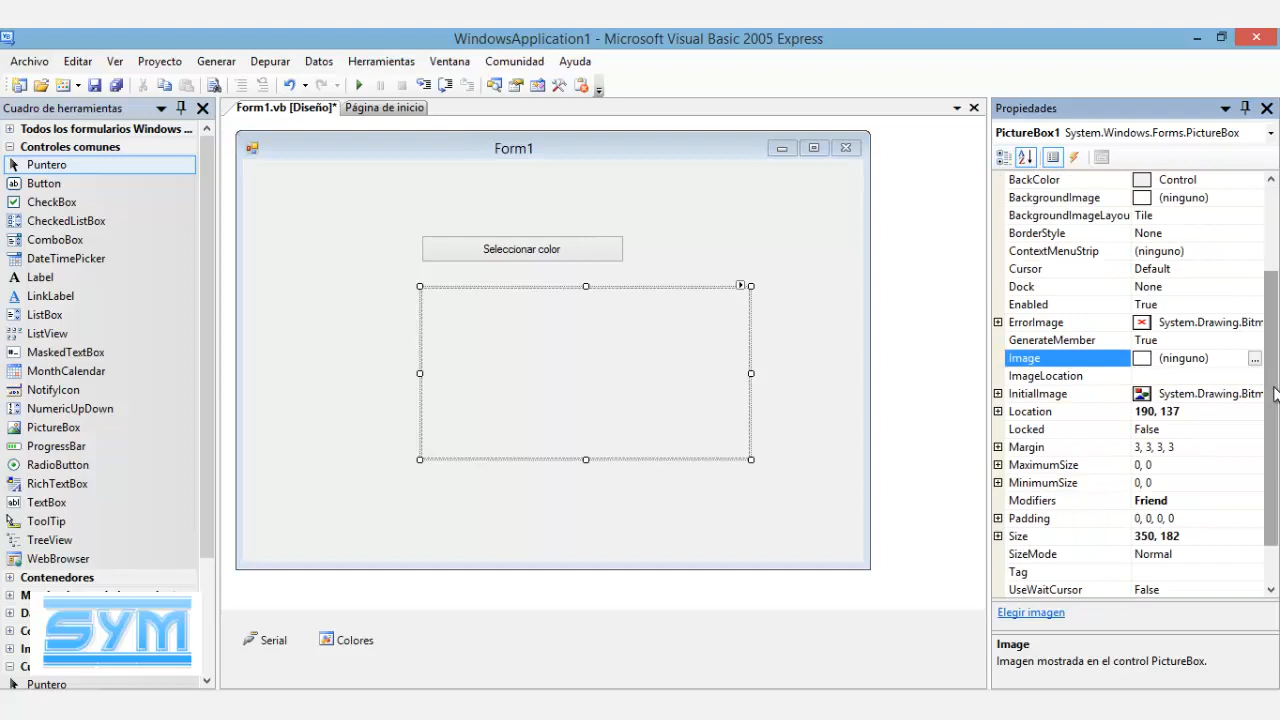 WindowsApplication1 - Microsoft Visual Basic 2005 Express
Archivo Editar Ver Proyecto Generar Depurar Datos Herramientas Ventana Comunidad Ayuda
Cuadro de herramientas
Todos los formularios Windows ...
Controles comunes
Puntero
Button
CheckBox
CheckedListBox
ComboBox
DateTimePicker
Label
LinkLabel
ListBox
ListView
MaskedTextBox
MonthCalendar
NotifyIcon
NumericUpDown
PictureBox
ProgressBar
RadioButton
RichTextBox
TextBox
ToolTip
TreeView
WebBrowser
Contenedores
SYM
Puntero
Form1.vb [Diseño]* Página de inicio
Form1
Seleccionar color
Serial Colores
Propiedades
PictureBox1 System.Windows.Forms.PictureBox
BackColor Control
BackgroundImage (ninguno)
BackgroundImageLayou Tile
BorderStyle None
ContextMenuStrip (ninguno)
Cursor Default
Dock None
Enabled True
ErrorImage System.Drawing.Bitm
GenerateMember True
Image (ninguno) ...
ImageLocation
InitialImage System.Drawing.Bitm
Location 190, 137
Locked False
Margin 3, 3, 3, 3
MaximumSize 0, 0
MinimumSize 0, 0
Modifiers Friend
Padding 0, 0, 0, 0
Size 350, 182
SizeMode Normal
Tag
UseWaitCursor False
Elegir imagen
Image
Imagen mostrada en el control PictureBox.